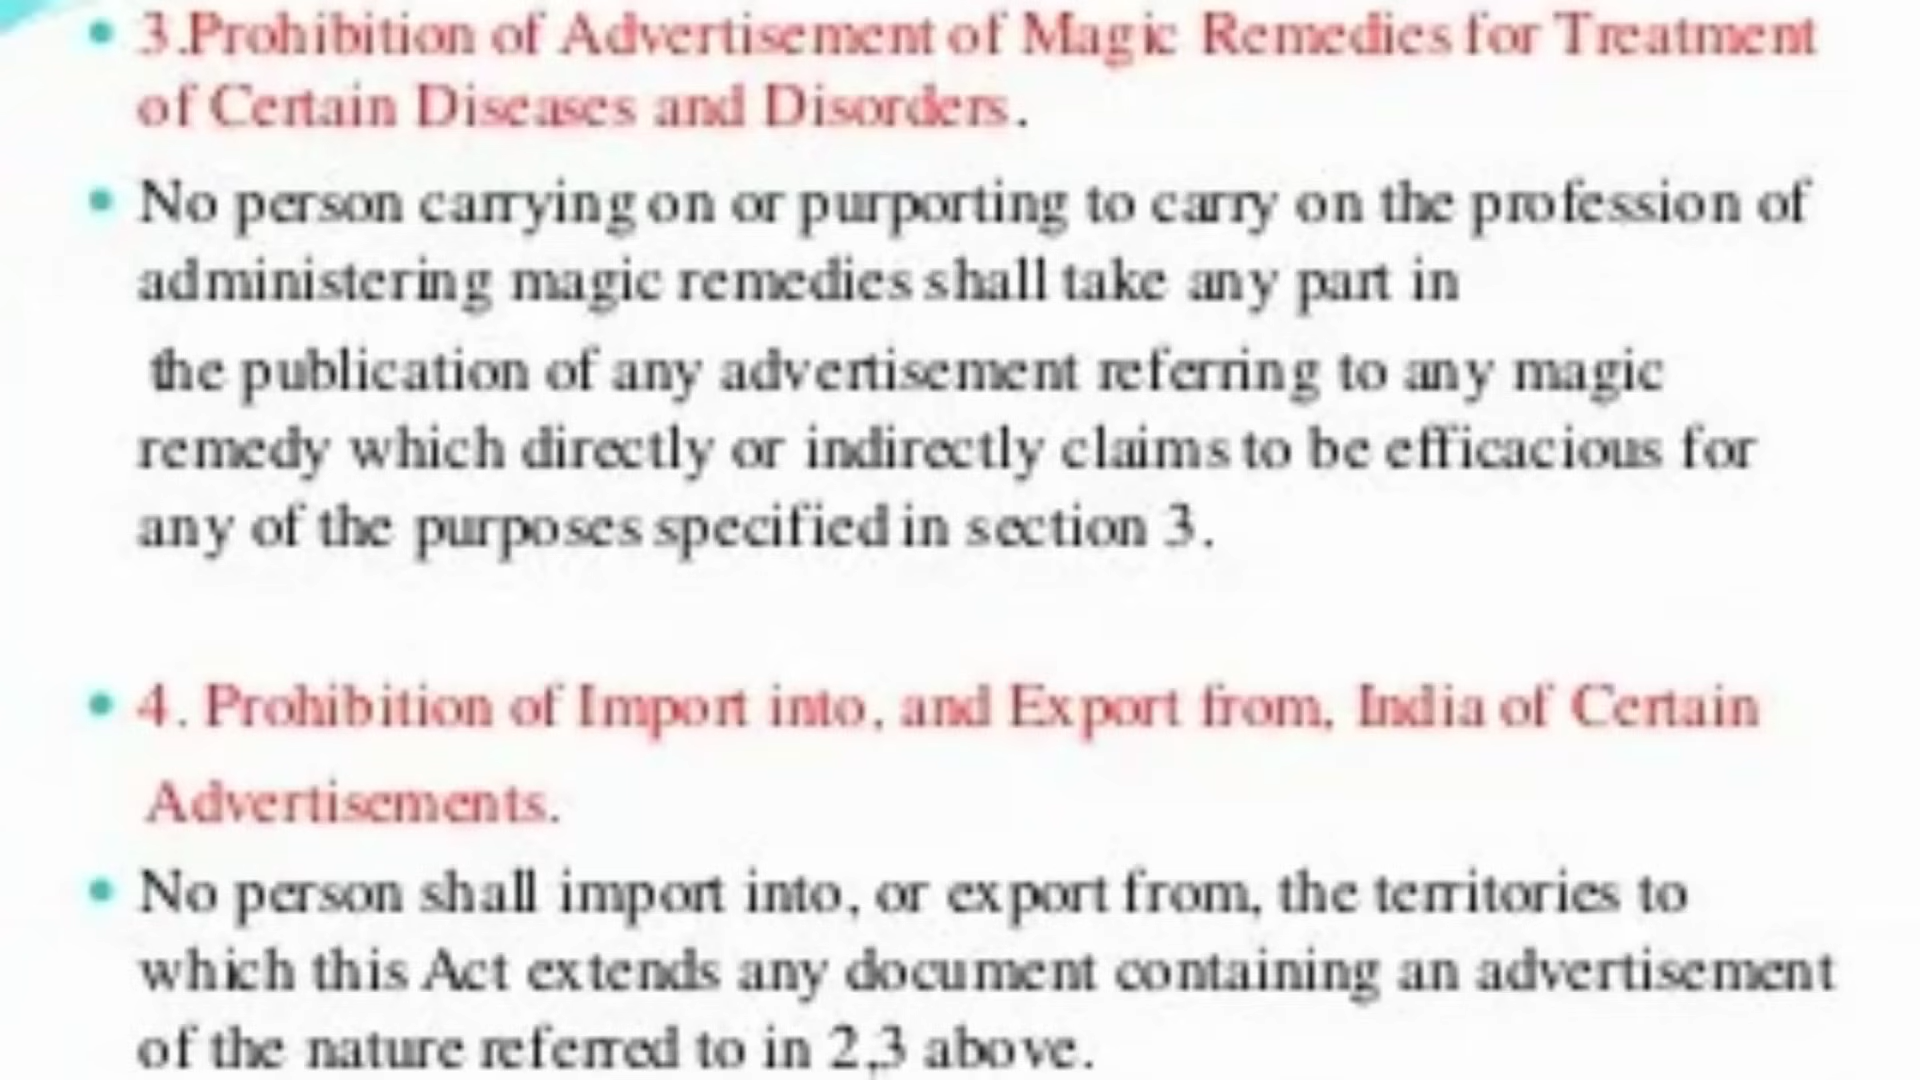 • 3.Prohibition of Advertisement of Magic Remedies for Treatment
of Certain Diseases and Disorders.
• No person carrying on or purporting to carry on the profession of
administering magic remedies shall take any part in
the publication of any advertisement referring to any magic
remedy which directly or indirectly claims to be efficacious for
any of the purposes specified in section 3.
• 4. Prohibition of Import into, and Export from, India of Certain
Advertisements.
• No person shall import into, or export from, the territories to
which this Act extends any document containing an advertisement
of the nature referred to in 2,3 above.